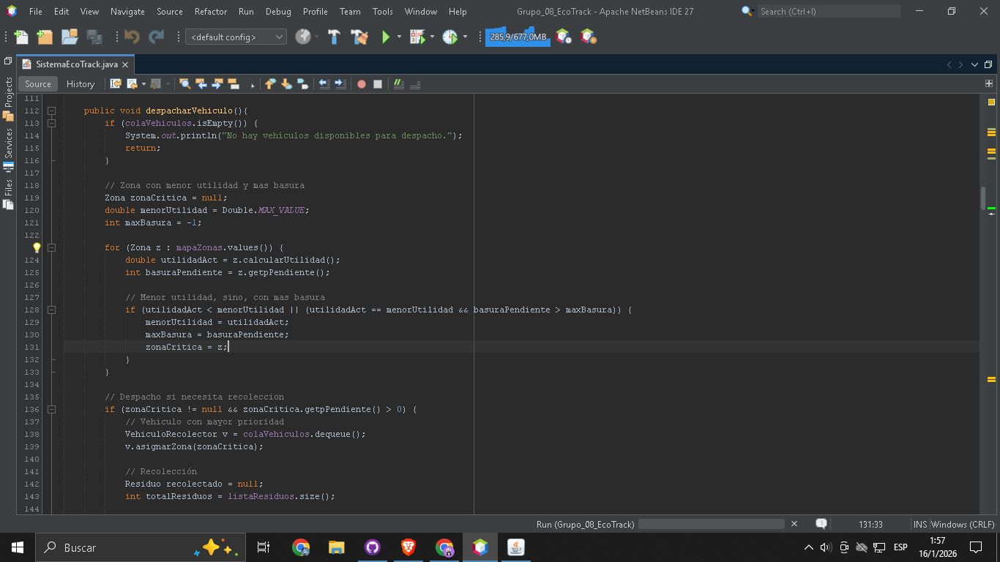 File Edit View Navigate Source Refactor Run Debug Profile Team Tools Window Help Grupo_08_EcoTrack - Apache NetBeans IDE 27 Search (Ctrl+I)
<default config> 285,9/677,0MB
SistemaEcoTrack.java
Source History
Projects
Services
Files
111
112 public void despacharVehiculo(){
113 if (colaVehiculos.isEmpty()) {
114 System.out.println("No hay vehículos disponibles para despacho.");
115 return;
116 }
117
118 // Zona con menor utilidad y mas basura
119 Zona zonaCritica = null;
120 double menorUtilidad = Double.MAX_VALUE;
121 int maxBasura = -1;
122
for (Zona z : mapaZonas.values()) {
124 double utilidadAct = z.calcularUtilidad();
125 int basuraPendiente = z.getpPendiente();
126
127 // Menor utilidad, sino, con mas basura
128 if (utilidadAct < menorUtilidad || (utilidadAct == menorUtilidad && basuraPendiente > maxBasura)) {
129 menorUtilidad = utilidadAct;
130 maxBasura = basuraPendiente;
131 zonaCritica = z;
132 }
133 }
134
135 // Despacho si necesita recoleccion
136 if (zonaCritica != null && zonaCritica.getpPendiente() > 0) {
137 // Vehiculo con mayor prioridad
138 VehiculoRecolector v = colaVehiculos.dequeue();
139 v.asignarZona(zonaCritica);
140
141 // Recolección
142 Residuo recolectado = null;
143 int totalResiduos = listaResiduos.size();
144
Run (Grupo_08_EcoTrack) 131:33 INS Windows (CRLF)
Buscar ESP 1:57
16/1/2026